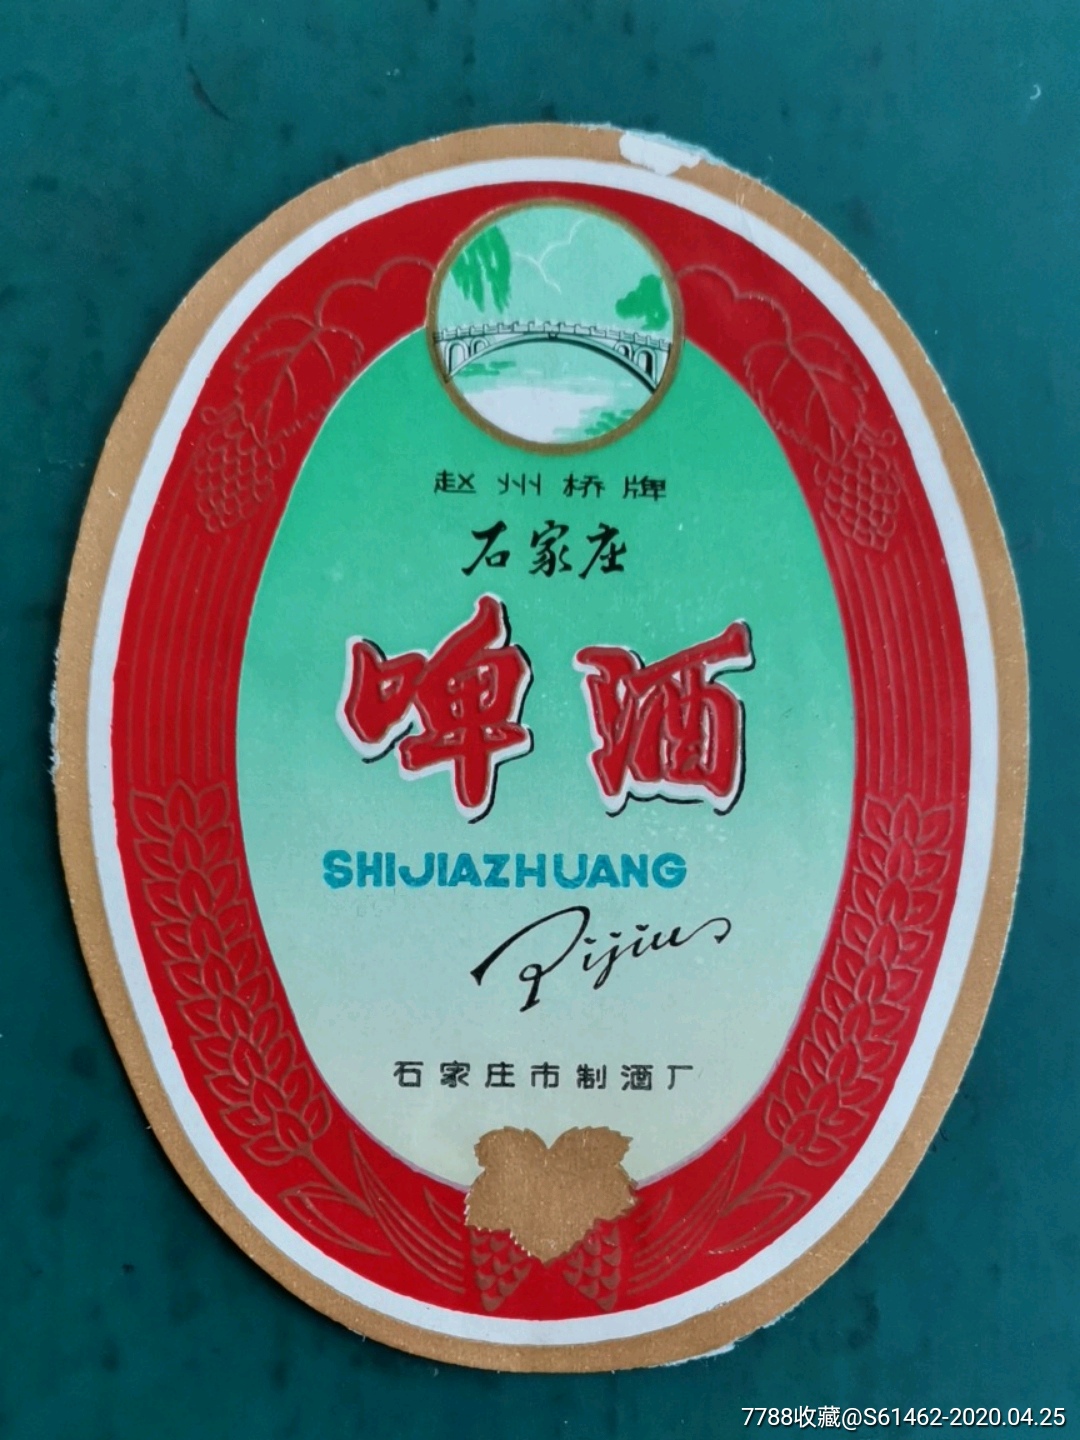 赵州桥牌
石家庄
啤酒
SHIJIAZHUANG
Pijiu
石家庄市制酒厂
7788收藏@S61462-2020.04.25